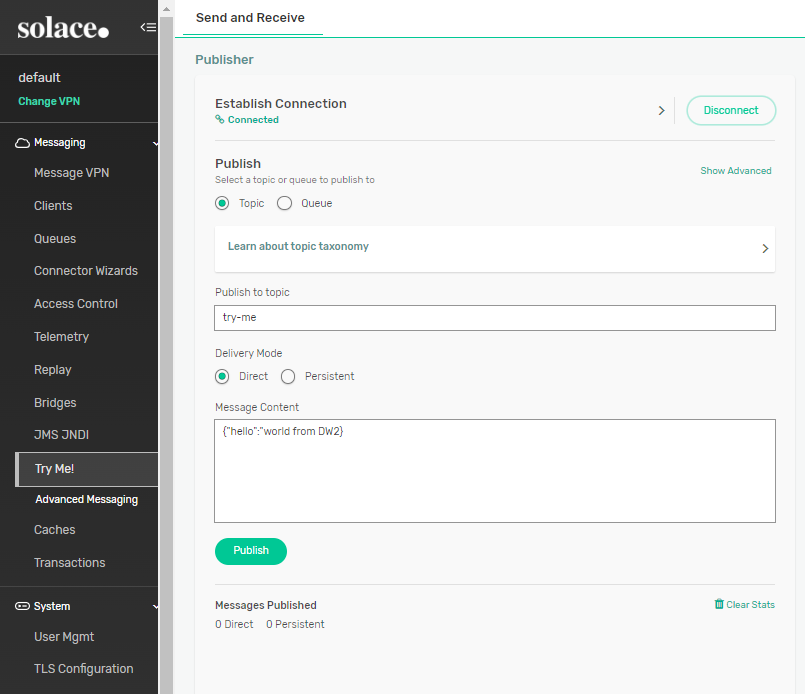 solace.
default
Change VPN
Messaging
Message VPN
Clients
Queues
Connector Wizards
Access Control
Telemetry
Replay
Bridges
JMS JNDI
Try Me!
Advanced Messaging
Caches
Transactions
System
User Mgmt
TLS Configuration
Send and Receive
Publisher
Establish Connection
Connected
Disconnect
Publish
Select a topic or queue to publish to
Show Advanced
Topic Queue
Learn about topic taxonomy
Publish to topic
try-me
Delivery Mode
Direct Persistent
Message Content
{"hello":"world from DW2}
Publish
Messages Published
Clear Stats
0 Direct 0 Persistent